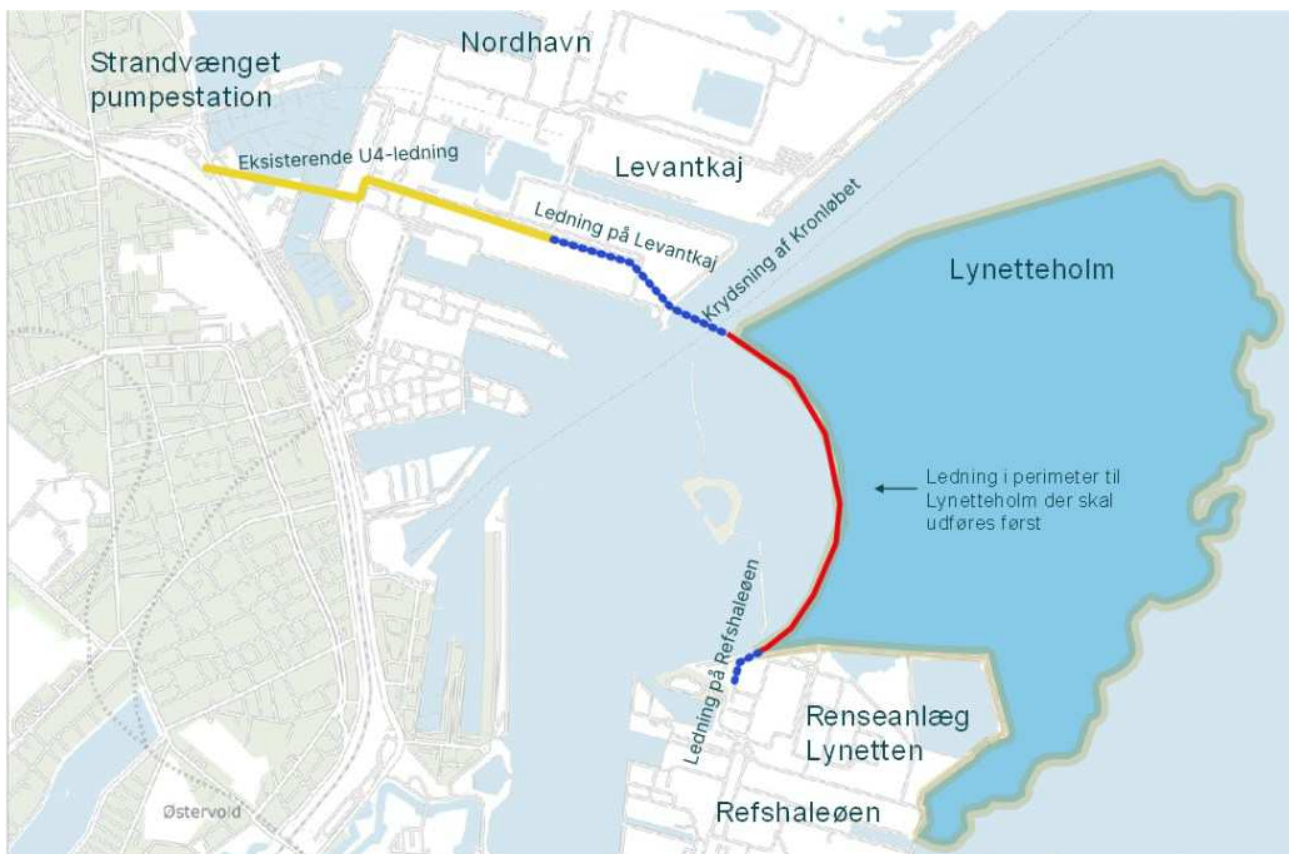 Nordhavn
Strandvænget
pumpestation
Eksisterende U4-ledning
Levantkaj
Ledning på Levantkaj
Krydsning af Kronløbet
Lynetteholm
Ledning i perimeter til
Lynetteholm der skal
udføres først
Ledning på Refshaleøen
Renseanlæg
Lynetten
Refshaleøen
Østervold